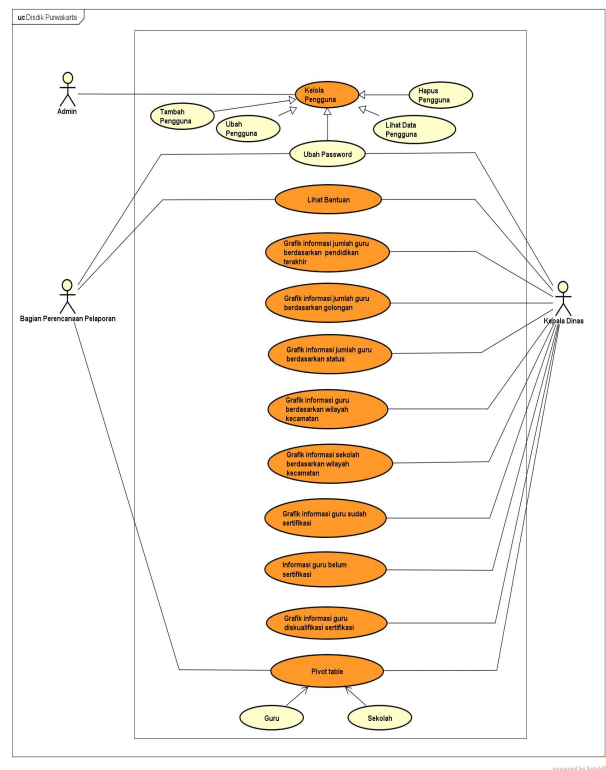 uc Disdik Purwakarta
Admin
Kelola
Pengguna
Hapus
Pengguna
Tambah
Pengguna
Ubah
Pengguna
Lihat Data
Pengguna
Ubah Password
Lihat Bantuan
Grafik informasi jumlah guru
berdasarkan pendidikan
terakhir
Bagian Perencanaan Pelaporan
Grafik informasi jumlah guru
berdasarkan golongan
Kepala Dinas
Grafik informasi jumlah guru
berdasarkan status
Grafik informasi guru
berdasarkan wilayah
kecamatan
Grafik informasi sekolah
berdasarkan wilayah
kecamatan
Grafik informasi guru sudah
sertifikasi
Informasi guru belum
sertifikasi
Grafik informasi guru
diskualifikasi sertifikasi
Pivot table
Guru
Sekolah
powered by Astah